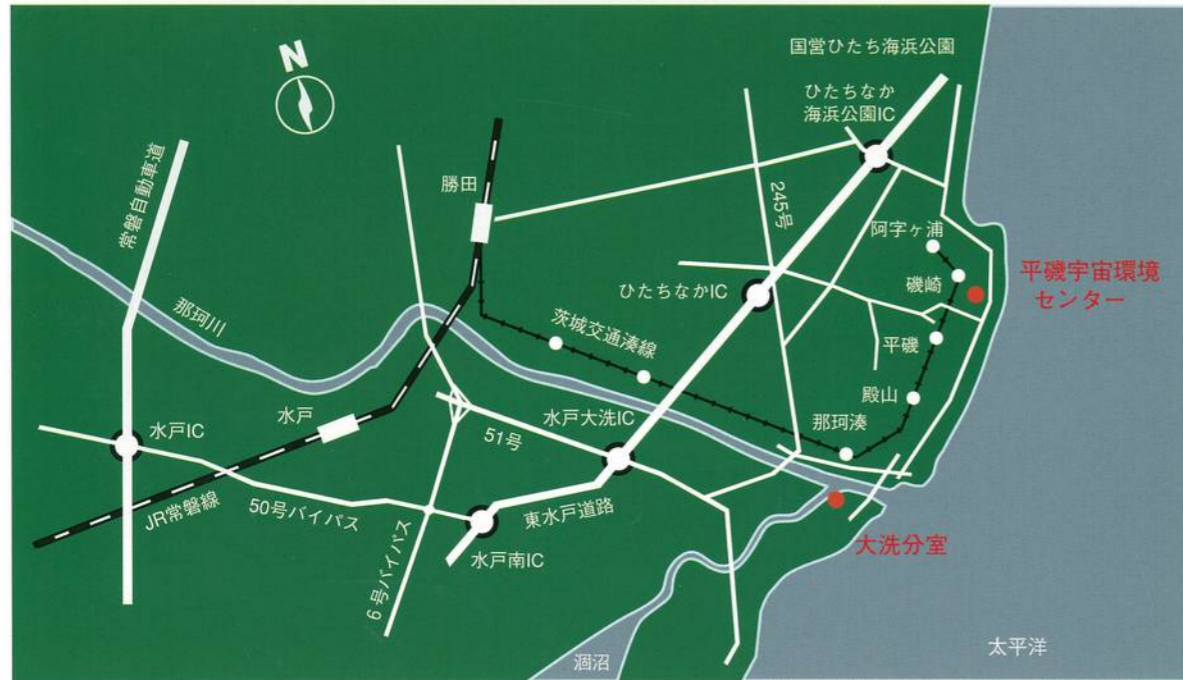 N
国営ひたち海浜公園
ひたちなか
海浜公園IC
常磐自動車道
勝田
245号
阿字ヶ浦
平磯宇宙環境
センター
磯崎
ひたちなかIC
那珂川
茨城交通湊線
平磯
殿山
水戸
水戸大洗IC
那珂湊
水戸IC
51号
JR常磐線
50号バイパス
東水戸道路
6号バイパス
水戸南IC
大洗分室
涸沼
太平洋